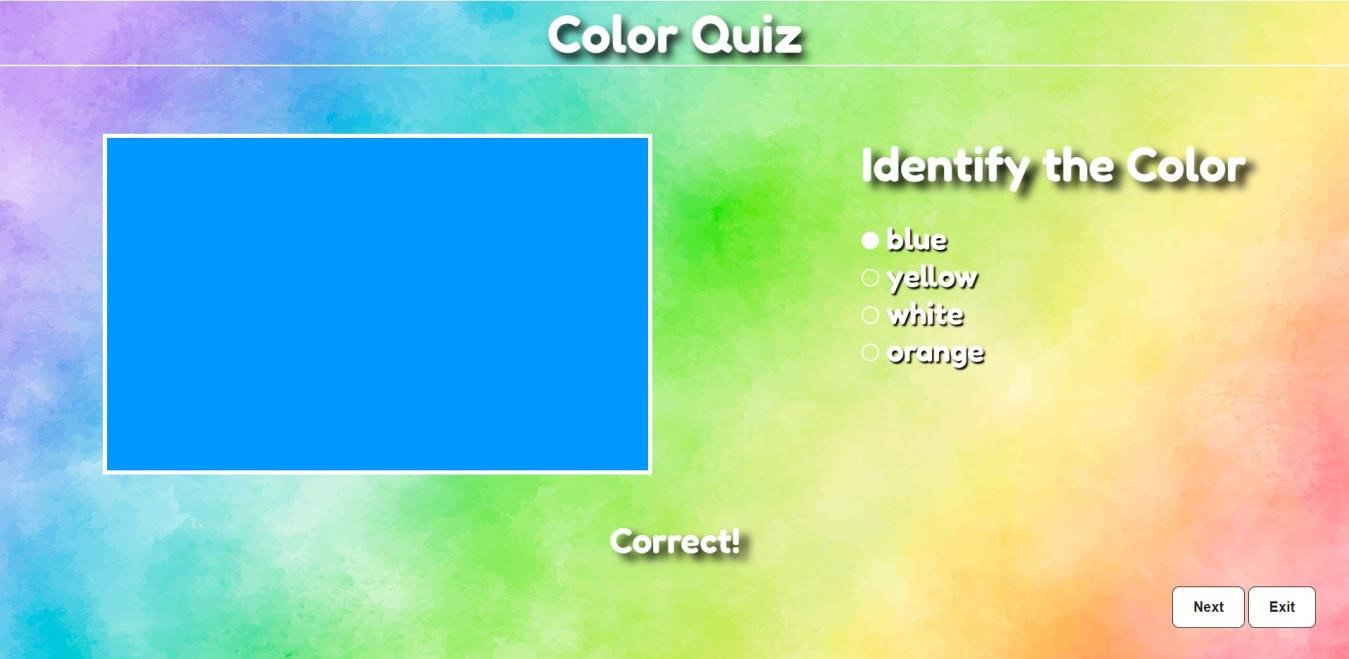 Color Quiz
Identify the Color
blue
yellow
white
orange
Correct!
Next
Exit